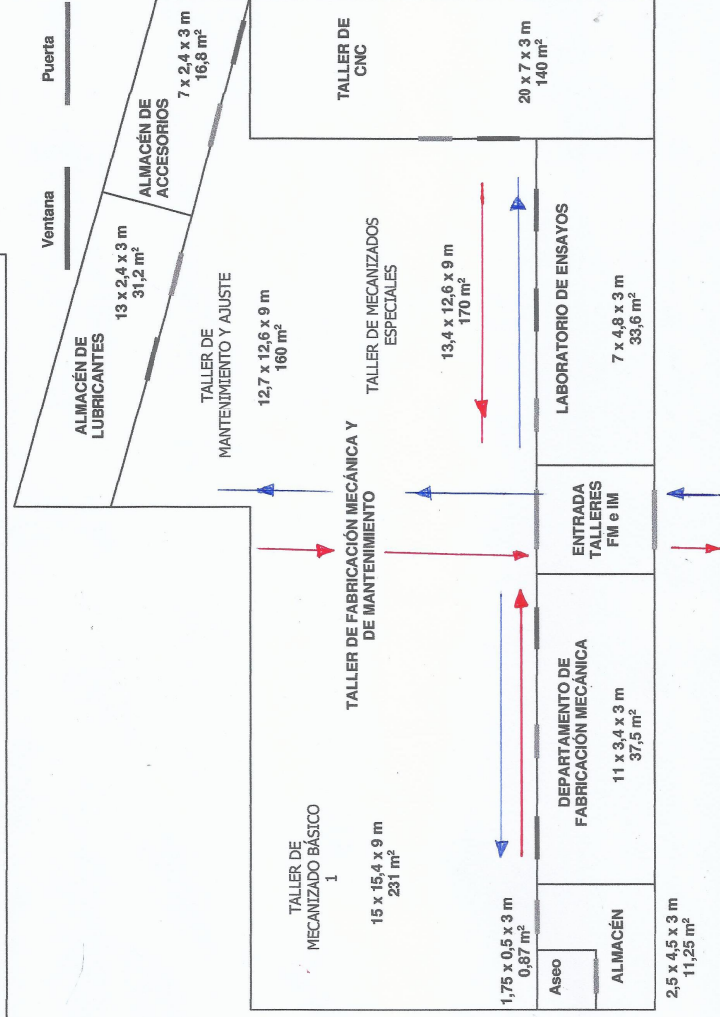 Puerta
Ventana
7 x 2,4 x 3 m
16,8 m²
ALMACÉN DE
ACCESORIOS
13 x 2,4 x 3 m
31,2 m²
ALMACÉN DE
LUBRICANTES
TALLER DE
CNC
20 x 7 x 3 m
140 m²
TALLER DE
MANTENIMIENTO Y AJUSTE
12,7 x 12,6 x 9 m
160 m²
TALLER DE MECANIZADOS
ESPECIALES
13,4 x 12,6 x 9 m
170 m²
LABORATORIO DE ENSAYOS
7 x 4,8 x 3 m
33,6 m²
TALLER DE FABRICACIÓN MECÁNICA Y
DE MANTENIMIENTO
ENTRADA
TALLERES
FM e IM
TALLER DE
MECANIZADO BÁSICO
1
15 x 15,4 x 9 m
231 m²
DEPARTAMENTO DE
FABRICACIÓN MECÁNICA
11 x 3,4 x 3 m
37,5 m²
1,75 x 0,5 x 3 m
0,87 m²
Aseo
ALMACÉN
2,5 x 4,5 x 3 m
11,25 m²